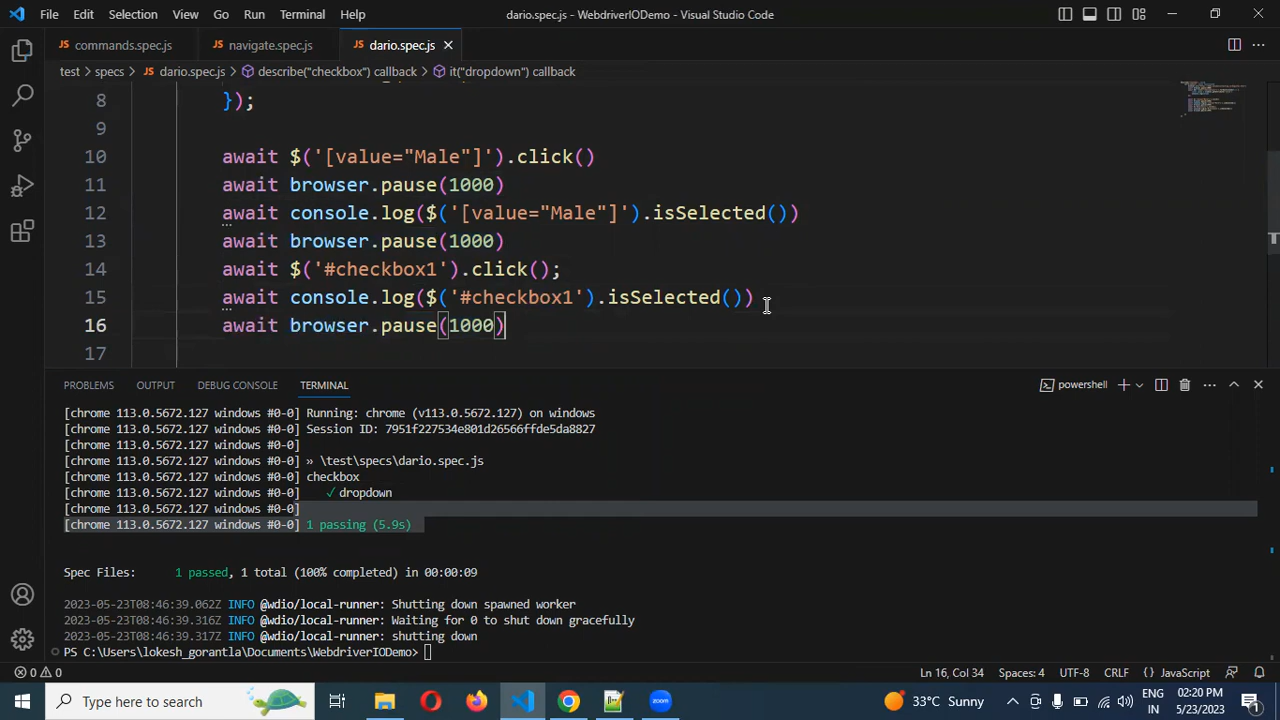 File Edit Selection View Go Run Terminal Help dario.spec.js - WebdriverIODemo - Visual Studio Code
JS commands.spec.js JS navigate.spec.js JS dario.spec.js
test > specs > JS dario.spec.js > describe("checkbox") callback > it("dropdown") callback
8 });
9
10 await $('[value="Male"]').click()
11 await browser.pause(1000)
12 await console.log($('[value="Male"]').isSelected())
13 await browser.pause(1000)
14 await $('#checkbox1').click();
15 await console.log($('#checkbox1').isSelected())
16 await browser.pause(1000)
17
PROBLEMS OUTPUT DEBUG CONSOLE TERMINAL powershell
[chrome 113.0.5672.127 windows #0-0] Running: chrome (v113.0.5672.127) on windows
[chrome 113.0.5672.127 windows #0-0] Session ID: 7951f227534e801d26566ffde5da8827
[chrome 113.0.5672.127 windows #0-0]
[chrome 113.0.5672.127 windows #0-0] » \test\specs\dario.spec.js
[chrome 113.0.5672.127 windows #0-0] checkbox
[chrome 113.0.5672.127 windows #0-0] ✓ dropdown
[chrome 113.0.5672.127 windows #0-0]
[chrome 113.0.5672.127 windows #0-0] 1 passing (5.9s)
Spec Files: 1 passed, 1 total (100% completed) in 00:00:09
2023-05-23T08:46:39.062Z INFO @wdio/local-runner: Shutting down spawned worker
2023-05-23T08:46:39.316Z INFO @wdio/local-runner: Waiting for 0 to shut down gracefully
2023-05-23T08:46:39.317Z INFO @wdio/local-runner: shutting down
PS C:\Users\lokesh_gorantla\Documents\WebdriverIODemo>
0 0 Ln 16, Col 34 Spaces: 4 UTF-8 CRLF {} JavaScript
Type here to search 33°C Sunny ENG IN 02:20 PM 5/23/2023 1